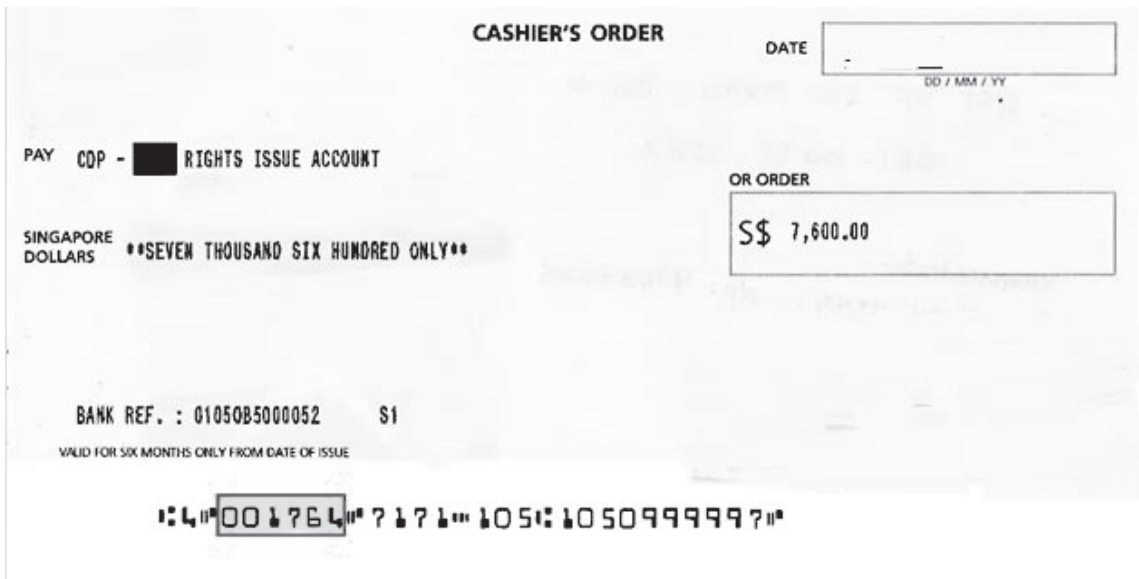 CASHIER'S ORDER
DATE
DD / MM / YY
PAY CDP - RIGHTS ISSUE ACCOUNT
OR ORDER
SINGAPORE DOLLARS **SEVEN THOUSAND SIX HUNDRED ONLY**
S$ 7,600.00
BANK REF. : 01050B5000052 S1
VALID FOR SIX MONTHS ONLY FROM DATE OF ISSUE
⑆4⑈001764⑈7171⑉105⑆1050999997⑈